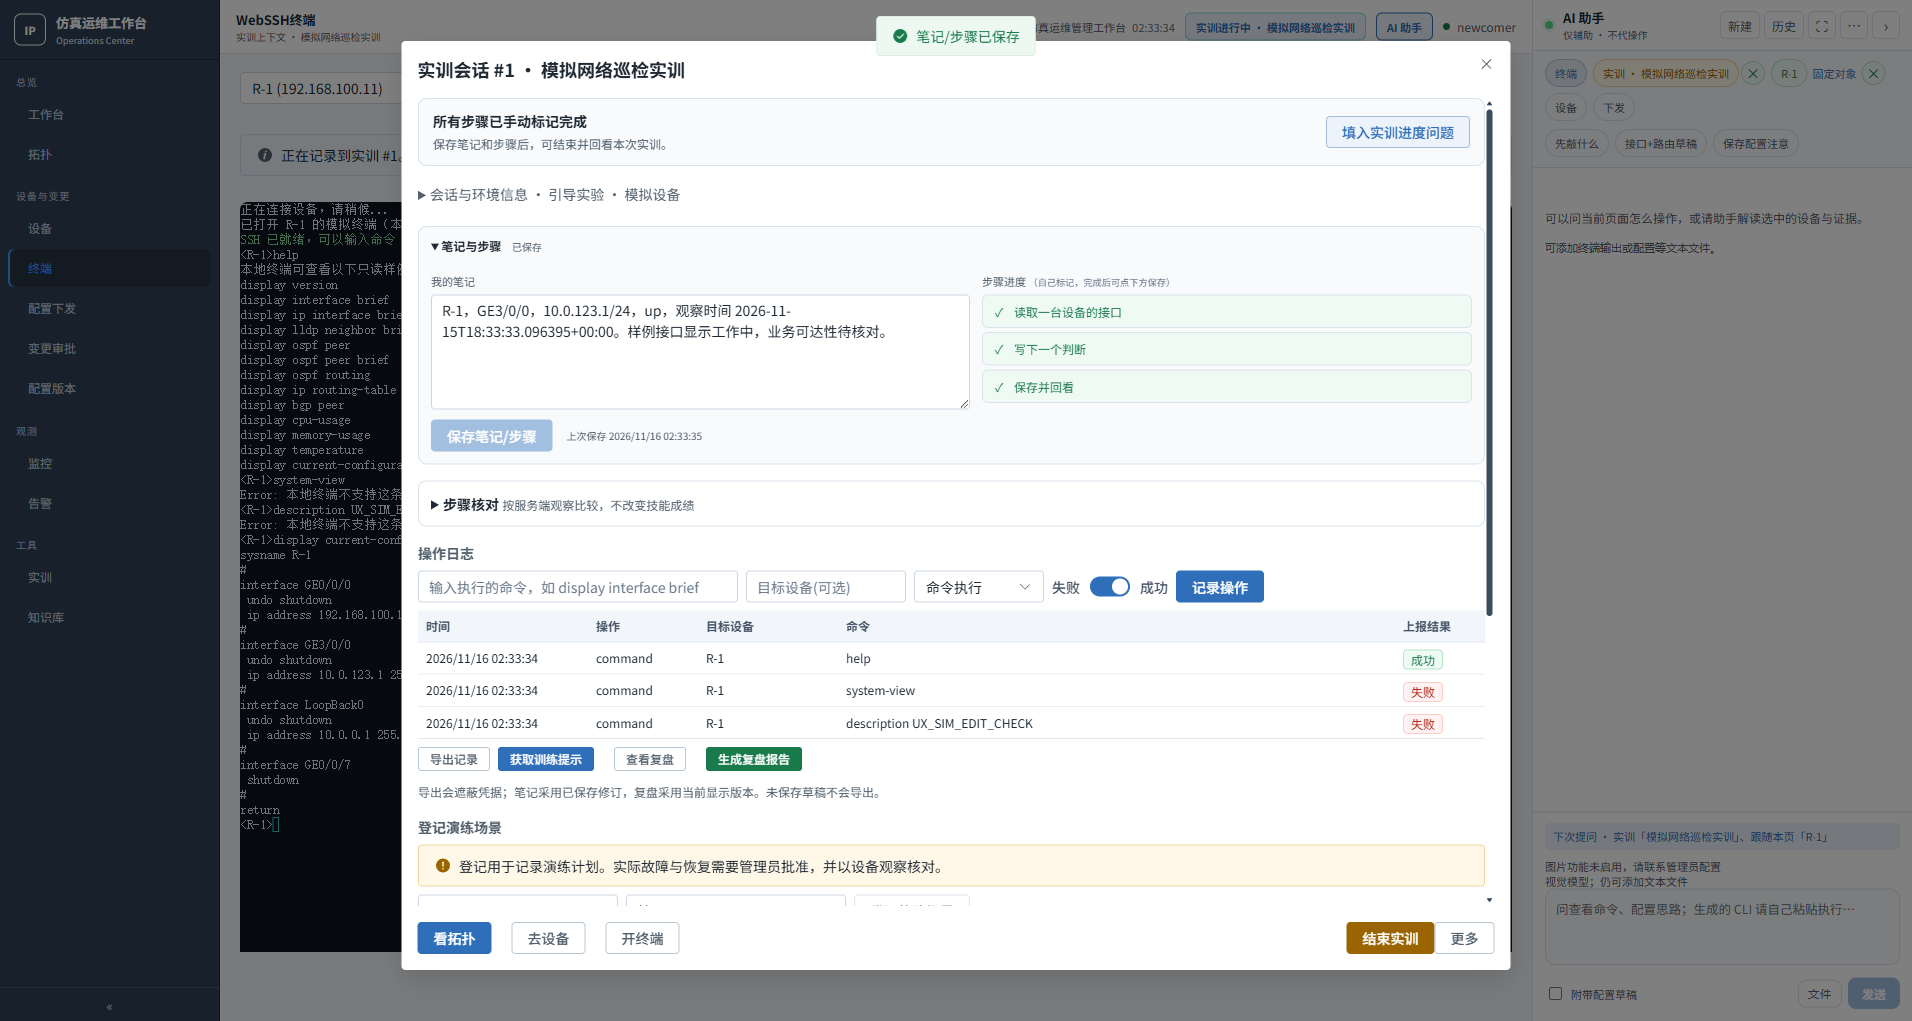 IP
仿真运维工作台
Operations Center
总览
工作台
拓扑
设备与变更
设备
终端
配置下发
变更审批
配置版本
观测
监控
告警
工具
实训
知识库
«
WebSSH终端
实训上下文 • 模拟网络巡检实训
真运维管理工作台 02:33:34
实训进行中 • 模拟网络巡检实训
AI 助手
newcomer
笔记/步骤已保存
R-1 (192.168.100.11)
正在记录到实训 #1
正在连接设备，请稍候...
已打开 R-1 的模拟终端（本
SSH 已就绪，可以输入命令
<R-1>help
本地终端可查看以下只读样例
display version
display interface brief
display ip interface brie
display lldp neighbor bri
display ospf peer
display ospf peer brief
display ospf routing
display ip routing-table
display bgp peer
display cpu-usage
display memory-usage
display temperature
display current-configura
<R-1>system-view
Error: 本地终端不支持这条
<R-1>description UX_SIM_E
Error: 本地终端不支持这条
<R-1>display current-conf
sysname R-1
#
interface GE0/0/0
undo shutdown
ip address 192.168.100.1
#
interface GE3/0/0
undo shutdown
ip address 10.0.123.1 25
#
interface LoopBack0
undo shutdown
ip address 10.0.0.1 255.
#
interface GE0/0/7
shutdown
#
return
<R-1>
实训会话 #1 • 模拟网络巡检实训
所有步骤已手动标记完成
保存笔记和步骤后，可结束并回看本次实训。
填入实训进度问题
▶ 会话与环境信息 • 引导实验 • 模拟设备
▼ 笔记与步骤 已保存
我的笔记
R-1，GE3/0/0，10.0.123.1/24，up，观察时间 2026-11-
15T18:33:33.096395+00:00。样例接口显示工作中，业务可达性待核对。
保存笔记/步骤
上次保存 2026/11/16 02:33:35
步骤进度 （自己标记，完成后可点下方保存）
✓ 读取一台设备的接口
✓ 写下一个判断
✓ 保存并回看
▶ 步骤核对 按服务端观察比较，不改变技能成绩
操作日志
输入执行的命令，如 display interface brief
目标设备(可选)
命令执行
失败
成功
记录操作
时间 操作 目标设备 命令 上报结果
2026/11/16 02:33:34 command R-1 help 成功
2026/11/16 02:33:34 command R-1 system-view 失败
2026/11/16 02:33:34 command R-1 description UX_SIM_EDIT_CHECK 失败
导出记录
获取训练提示
查看复盘
生成复盘报告
导出会遮蔽凭据；笔记采用已保存修订，复盘采用当前显示版本。未保存草稿不会导出。
登记演练场景
登记用于记录演练计划。实际故障与恢复需要管理员批准，并以设备观察核对。
看拓扑
去设备
开终端
结束实训
更多
AI 助手
仅辅助 • 不代操作
新建
历史
终端
实训 • 模拟网络巡检实训
R-1 固定对象
设备
下发
先敲什么
接口+路由草稿
保存配置注意
可以问当前页面怎么操作，或请助手解读选中的设备与证据。
可添加终端输出或配置等文本文件。
下次提问 • 实训「模拟网络巡检实训」、跟随本页「R-1」
图片功能未启用，请联系管理员配置
视觉模型；仍可添加文本文件
问查看命令、配置思路；生成的 CLI 请自己粘贴执行…
附带配置草稿
文件
发送